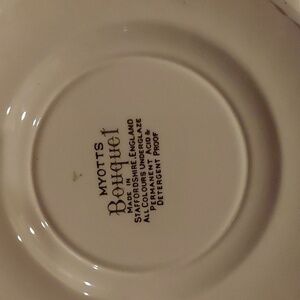 MYOTTS
Bouquet
MADE IN
STAFFORDSHIRE, ENGLAND
ALL COLOURS UNDERGLAZE
PERMANENT ACID &
DETERGENT PROOF